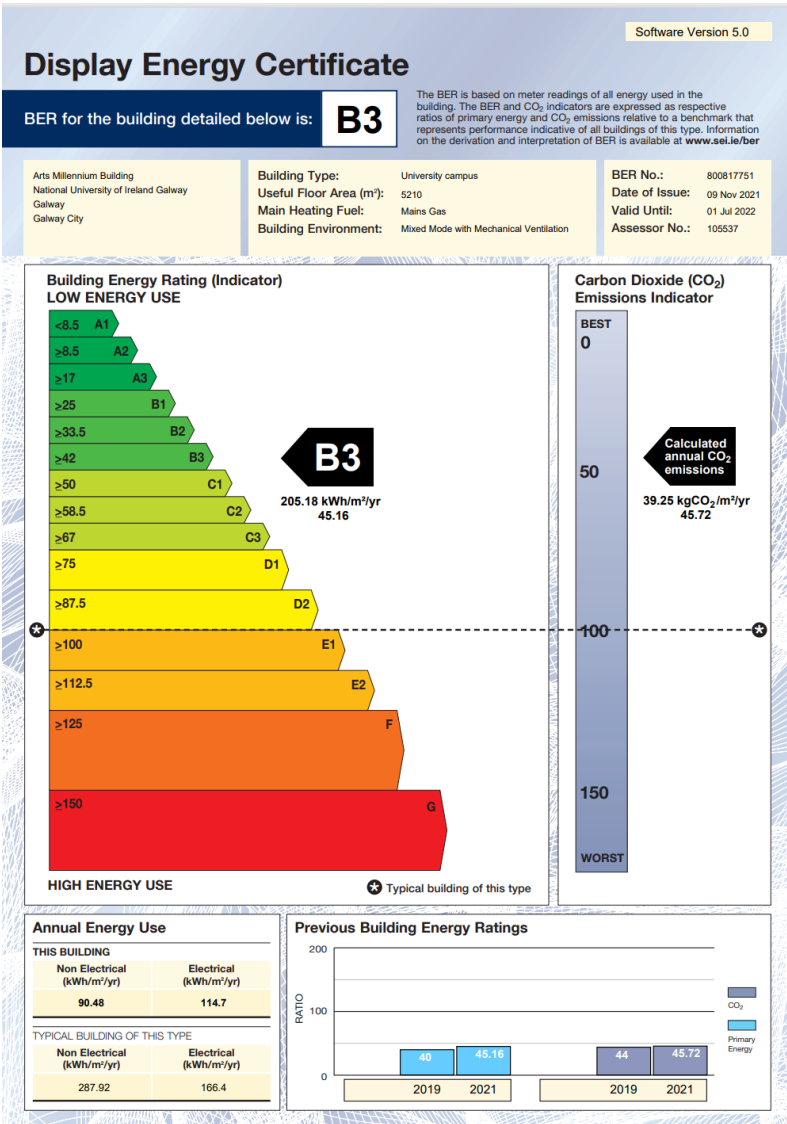 Software Version 5.0
Display Energy Certificate
BER for the building detailed below is:
B3
The BER is based on meter readings of all energy used in the
building. The BER and CO₂ indicators are expressed as respective
ratios of primary energy and CO₂ emissions relative to a benchmark that
represents performance indicative of all buildings of this type. Information
on the derivation and interpretation of BER is available at www.sei.ie/ber
Arts Millennium Building
National University of Ireland Galway
Galway
Galway City
Building Type: University campus
Useful Floor Area (m²): 5210
Main Heating Fuel: Mains Gas
Building Environment: Mixed Mode with Mechanical Ventilation
BER No.: 800817751
Date of Issue: 09 Nov 2021
Valid Until: 01 Jul 2022
Assessor No.: 105537
Building Energy Rating (Indicator)
LOW ENERGY USE
<8.5 A1
≥8.5 A2
≥17 A3
≥25 B1
≥33.5 B2
≥42 B3
≥50 C1
≥58.5 C2
≥67 C3
≥75 D1
≥87.5 D2
≥100 E1
≥112.5 E2
≥125 F
≥150 G
B3
205.18 kWh/m²/yr
45.16
HIGH ENERGY USE
* Typical building of this type
Carbon Dioxide (CO₂)
Emissions Indicator
BEST
0
50
100
150
WORST
Calculated
annual CO₂
emissions
39.25 kgCO₂/m²/yr
45.72
*
*
Annual Energy Use
THIS BUILDING
Non Electrical Electrical
(kWh/m²/yr) (kWh/m²/yr)
90.48 114.7
TYPICAL BUILDING OF THIS TYPE
Non Electrical Electrical
(kWh/m²/yr) (kWh/m²/yr)
287.92 166.4
Previous Building Energy Ratings
200
100
0
RATIO
40 45.16 44 45.72
2019 2021 2019 2021
CO₂
Primary
Energy